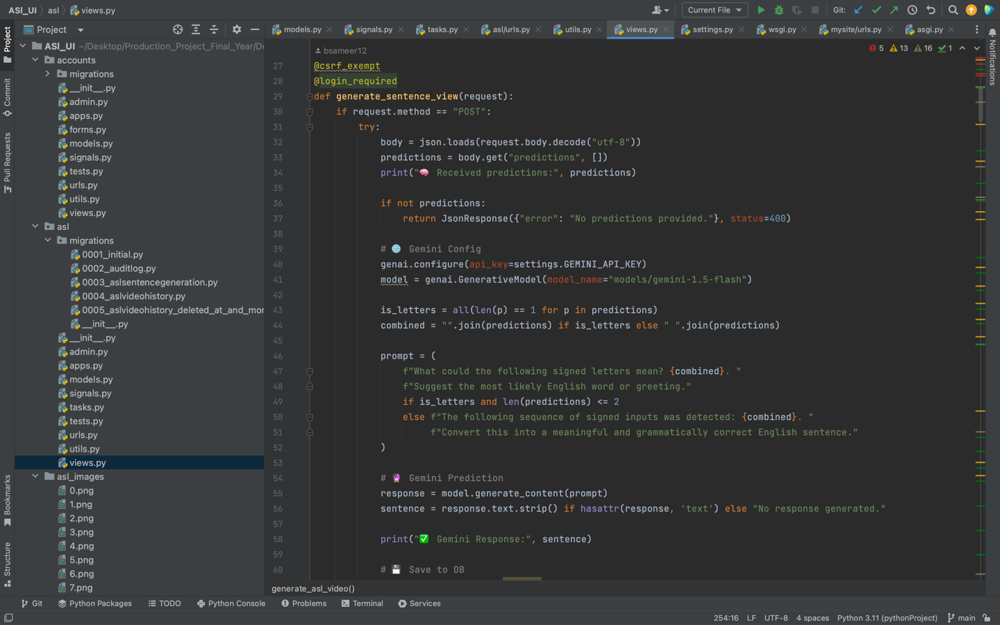 ASI_UI asl views.py
Current File
Git:
Project
models.py
signals.py
tasks.py
asl/urls.py
utils.py
views.py
settings.py
wsgi.py
mysite/urls.py
asgi.py
Project
Commit
Pull Requests
Bookmarks
Structure
Notifications
ASL_UI ~/Desktop/Production_Project_Final_Year/De
accounts
migrations
__init__.py
admin.py
apps.py
forms.py
models.py
signals.py
tests.py
urls.py
utils.py
views.py
asl
migrations
0001_initial.py
0002_auditlog.py
0003_aslsentencegeneration.py
0004_aslvideohistory.py
0005_aslvideohistory_deleted_at_and_mor
__init__.py
__init__.py
admin.py
apps.py
models.py
signals.py
tasks.py
tests.py
urls.py
utils.py
views.py
asl_images
0.png
1.png
2.png
3.png
4.png
5.png
6.png
7.png
bsameer12
5 13 16 1
27 @csrf_exempt
28 @login_required
29 def generate_sentence_view(request):
30 if request.method == "POST":
31 try:
32 body = json.loads(request.body.decode("utf-8"))
33 predictions = body.get("predictions", [])
34 print("🧠 Received predictions:", predictions)
35
36 if not predictions:
37 return JsonResponse({"error": "No predictions provided."}, status=400)
38
39 # 🌐 Gemini Config
40 genai.configure(api_key=settings.GEMINI_API_KEY)
41 model = genai.GenerativeModel(model_name="models/gemini-1.5-flash")
42
43 is_letters = all(len(p) == 1 for p in predictions)
44 combined = "".join(predictions) if is_letters else " ".join(predictions)
45
46 prompt = (
47 f"What could the following signed letters mean? {combined}. "
48 f"Suggest the most likely English word or greeting."
49 if is_letters and len(predictions) <= 2
50 else f"The following sequence of signed inputs was detected: {combined}. "
51 f"Convert this into a meaningful and grammatically correct English sentence."
52 )
53
54 # 🔮 Gemini Prediction
55 response = model.generate_content(prompt)
56 sentence = response.text.strip() if hasattr(response, 'text') else "No response generated."
57
58 print("✅ Gemini Response:", sentence)
59
60 # 💾 Save to DB
generate_asl_video()
Git Python Packages TODO Python Console Problems Terminal Services
254:16 LF UTF-8 4 spaces Python 3.11 (pythonProject) main